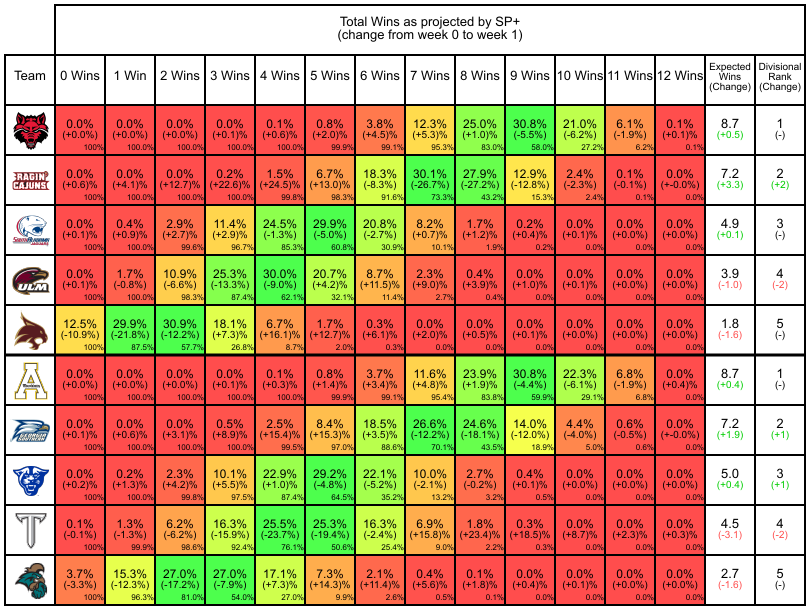 Total Wins as projected by SP+
(change from week 0 to week 1)
Team 0 Wins 1 Win 2 Wins 3 Wins 4 Wins 5 Wins 6 Wins 7 Wins 8 Wins 9 Wins 10 Wins 11 Wins 12 Wins Expected Wins (Change) Divisional Rank (Change)
0.0% 0.0% 0.0% 0.0% 0.1% 0.8% 3.8% 12.3% 25.0% 30.8% 21.0% 6.1% 0.1% 8.7 1
(+0.0)% (+0.0)% (+0.0)% (+0.1)% (+0.6)% (+2.0)% (+4.5)% (+5.3)% (+1.0)% (-5.5)% (-6.2)% (-1.9)% (+0.1)% (+0.5) (-)
100% 100.0% 100.0% 100.0% 100.0% 99.9% 99.1% 95.3% 83.0% 58.0% 27.2% 6.2% 0.1%
RAGIN' CAJUNS 0.0% 0.0% 0.0% 0.2% 1.5% 6.7% 18.3% 30.1% 27.9% 12.9% 2.4% 0.1% 0.0% 7.2 2
(+0.6)% (+4.1)% (+12.7)% (+22.6)% (+24.5)% (+13.0)% (-8.3)% (-26.7)% (-27.2)% (-12.8)% (-2.3)% (-0.1)% (+-0.0)% (+3.3) (+2)
100% 100.0% 100.0% 100.0% 99.8% 98.3% 91.6% 73.3% 43.2% 15.3% 2.4% 0.1% 0.0%
0.0% 0.4% 2.9% 11.4% 24.5% 29.9% 20.8% 8.2% 1.7% 0.2% 0.0% 0.0% 0.0% 4.9 3
(+0.1)% (+0.9)% (+2.7)% (+2.9)% (-1.3)% (-5.0)% (-2.7)% (+0.7)% (+1.2)% (+0.4)% (+0.1)% (+0.0)% (+0.0)% (+0.1) (-)
100% 100.0% 99.6% 96.7% 85.3% 60.8% 30.9% 10.1% 1.9% 0.2% 0.0% 0.0% 0.0%
ULM 0.0% 1.7% 10.9% 25.3% 30.0% 20.7% 8.7% 2.3% 0.4% 0.0% 0.0% 0.0% 0.0% 3.9 4
(+0.1)% (-0.8)% (-6.6)% (-13.3)% (-9.0)% (+4.2)% (+11.5)% (+9.0)% (+3.9)% (+1.0)% (+0.1)% (+0.0)% (+0.0)% (-1.0) (-2)
100% 100.0% 98.3% 87.4% 62.1% 32.1% 11.4% 2.7% 0.4% 0.0% 0.0% 0.0% 0.0%
12.5% 29.9% 30.9% 18.1% 6.7% 1.7% 0.3% 0.0% 0.0% 0.0% 0.0% 0.0% 0.0% 1.8 5
(-10.9)% (-21.8)% (-12.2)% (+7.3)% (+16.1)% (+12.7)% (+6.1)% (+2.0)% (+0.5)% (+0.1)% (+0.0)% (+0.0)% (+0.0)% (-1.6) (-)
100% 87.5% 57.7% 26.8% 8.7% 2.0% 0.3% 0.0% 0.0% 0.0% 0.0% 0.0% 0.0%
A 0.0% 0.0% 0.0% 0.0% 0.1% 0.8% 3.7% 11.6% 23.9% 30.8% 22.3% 6.8% 0.0% 8.7 1
(+0.0)% (+0.0)% (+0.0)% (+0.1)% (+0.3)% (+1.4)% (+3.4)% (+4.8)% (+1.9)% (-4.4)% (-6.1)% (-1.9)% (+0.4)% (+0.4) (-)
100% 100.0% 100.0% 100.0% 100.0% 99.9% 99.1% 95.4% 83.8% 59.9% 29.1% 6.8% 0.0%
0.0% 0.0% 0.0% 0.5% 2.5% 8.4% 18.5% 26.6% 24.6% 14.0% 4.4% 0.6% 0.0% 7.2 2
(+0.1)% (+0.6)% (+3.1)% (+8.9)% (+15.4)% (+15.3)% (+3.5)% (-12.2)% (-18.1)% (-12.0)% (-4.0)% (-0.5)% (+-0.0)% (+1.9) (+1)
100% 100.0% 100.0% 100.0% 99.5% 97.0% 88.6% 70.1% 43.5% 18.9% 5.0% 0.6% 0.0%
0.0% 0.2% 2.3% 10.1% 22.9% 29.2% 22.1% 10.0% 2.7% 0.4% 0.0% 0.0% 0.0% 5.0 3
(+0.2)% (+1.3)% (+4.2)% (+5.5)% (+1.0)% (-4.8)% (-5.2)% (-2.1)% (-0.2)% (+0.1)% (+0.0)% (+0.0)% (+0.0)% (+0.4) (+1)
100% 100.0% 99.8% 97.5% 87.4% 64.5% 35.2% 13.2% 3.2% 0.5% 0.0% 0.0% 0.0%
T 0.1% 1.3% 6.2% 16.3% 25.5% 25.3% 16.3% 6.9% 1.8% 0.3% 0.0% 0.0% 0.0% 4.5 4
(-0.1)% (-1.3)% (-6.2)% (-15.9)% (-23.7)% (-19.4)% (-2.4)% (+15.8)% (+23.4)% (+18.5)% (+8.7)% (+2.3)% (+0.3)% (-3.1) (-2)
100% 99.9% 98.6% 92.4% 76.1% 50.6% 25.4% 9.0% 2.2% 0.3% 0.0% 0.0% 0.0%
3.7% 15.3% 27.0% 27.0% 17.1% 7.3% 2.1% 0.4% 0.1% 0.0% 0.0% 0.0% 0.0% 2.7 5
(-3.3)% (-12.3)% (-17.2)% (-7.9)% (+7.3)% (+14.3)% (+11.4)% (+5.6)% (+1.8)% (+0.4)% (+0.1)% (+0.0)% (+0.0)% (-1.6) (-)
100% 96.3% 81.0% 54.0% 27.0% 9.9% 2.6% 0.5% 0.1% 0.0% 0.0% 0.0% 0.0%